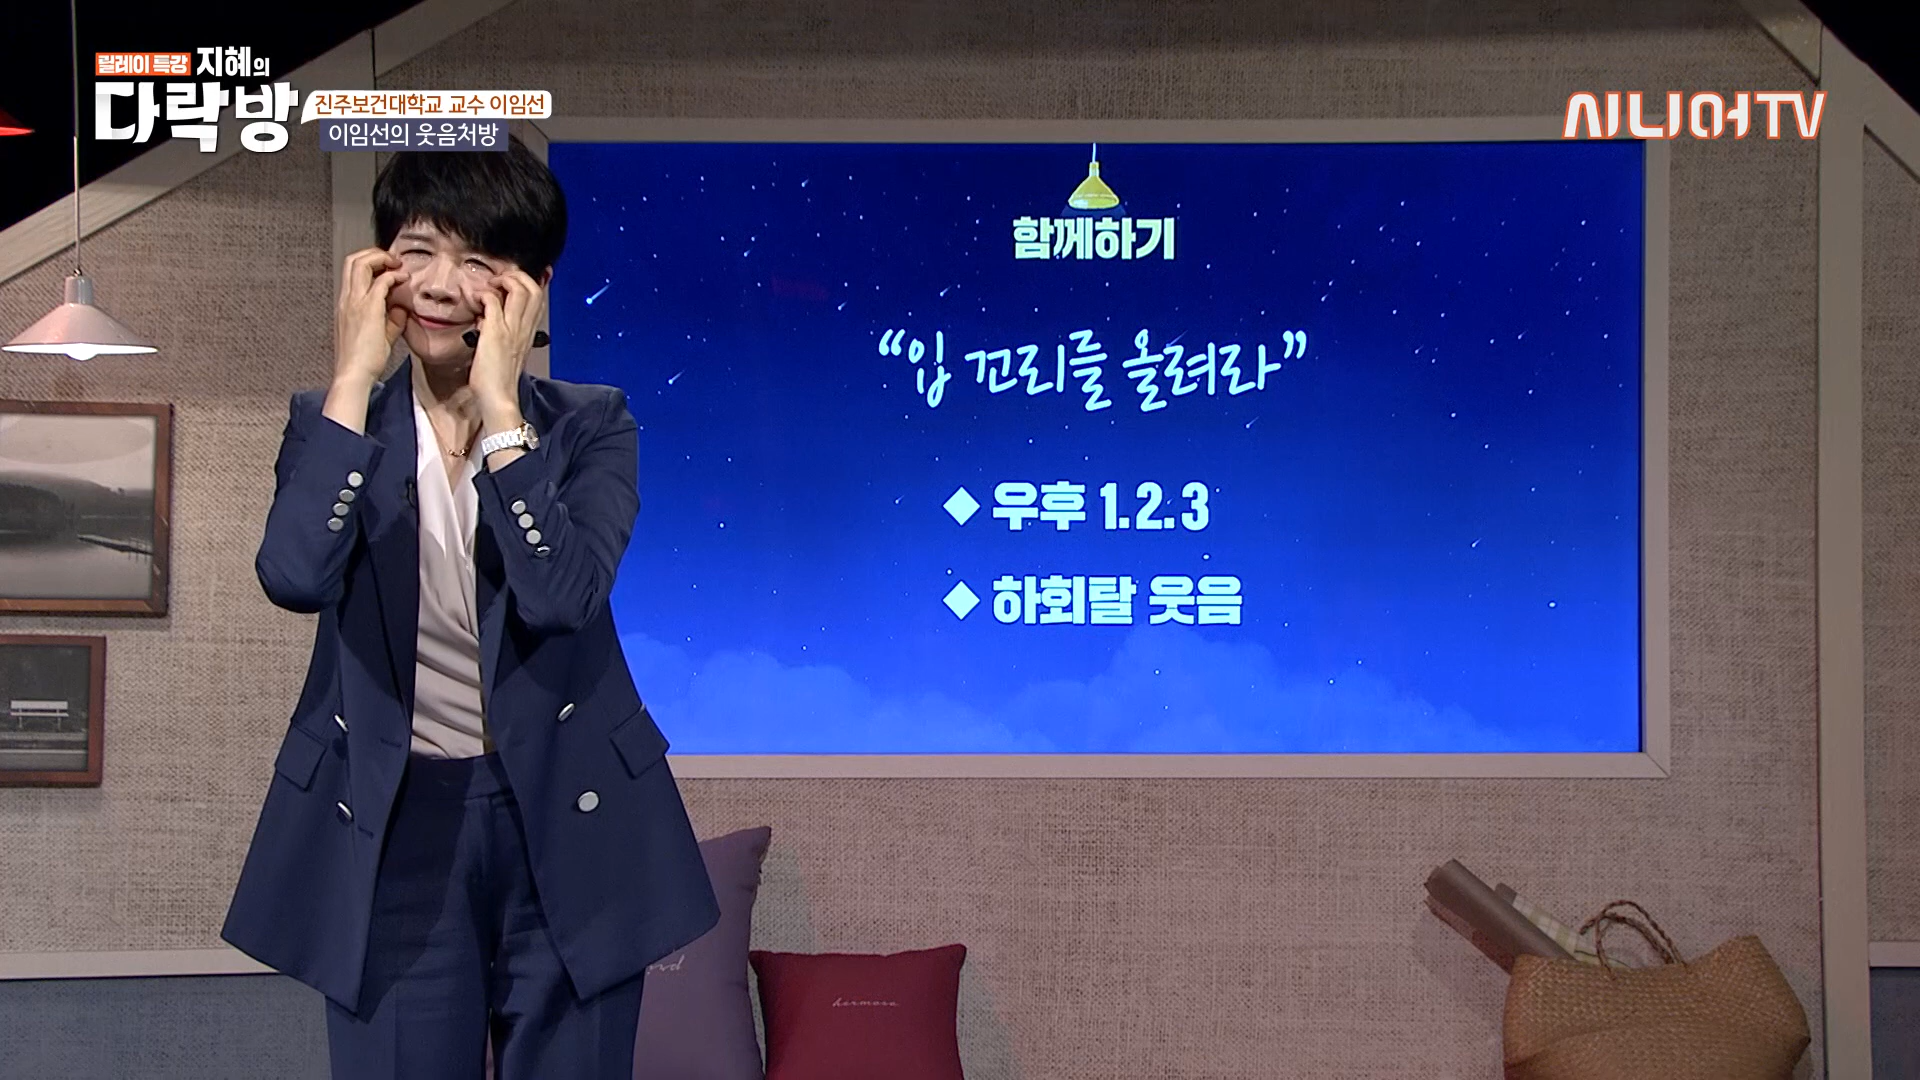 릴레이 특강 지혜의
다락방
진주보건대학교 교수 이임선
이임선의 웃음처방
시니어TV
함께하기
“입 꼬리를 올려라”
◆ 우후 1.2.3
◆ 하회탈 웃음
hermosa